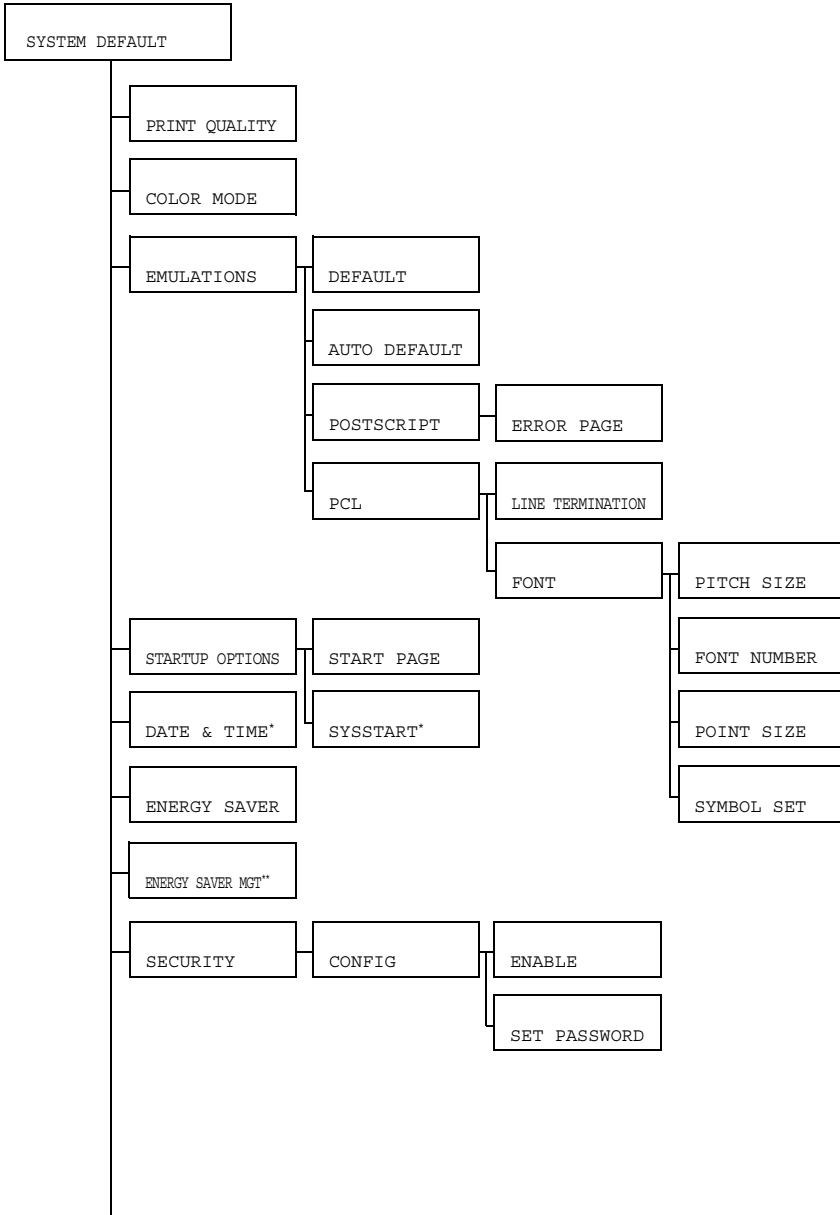 SYSTEM DEFAULT
PRINT QUALITY
COLOR MODE
EMULATIONS
DEFAULT
AUTO DEFAULT
POSTSCRIPT
ERROR PAGE
PCL
LINE TERMINATION
FONT
PITCH SIZE
STARTUP OPTIONS
START PAGE
FONT NUMBER
DATE & TIME*
SYSSTART*
POINT SIZE
ENERGY SAVER
SYMBOL SET
ENERGY SAVER MGT**
SECURITY
CONFIG
ENABLE
SET PASSWORD